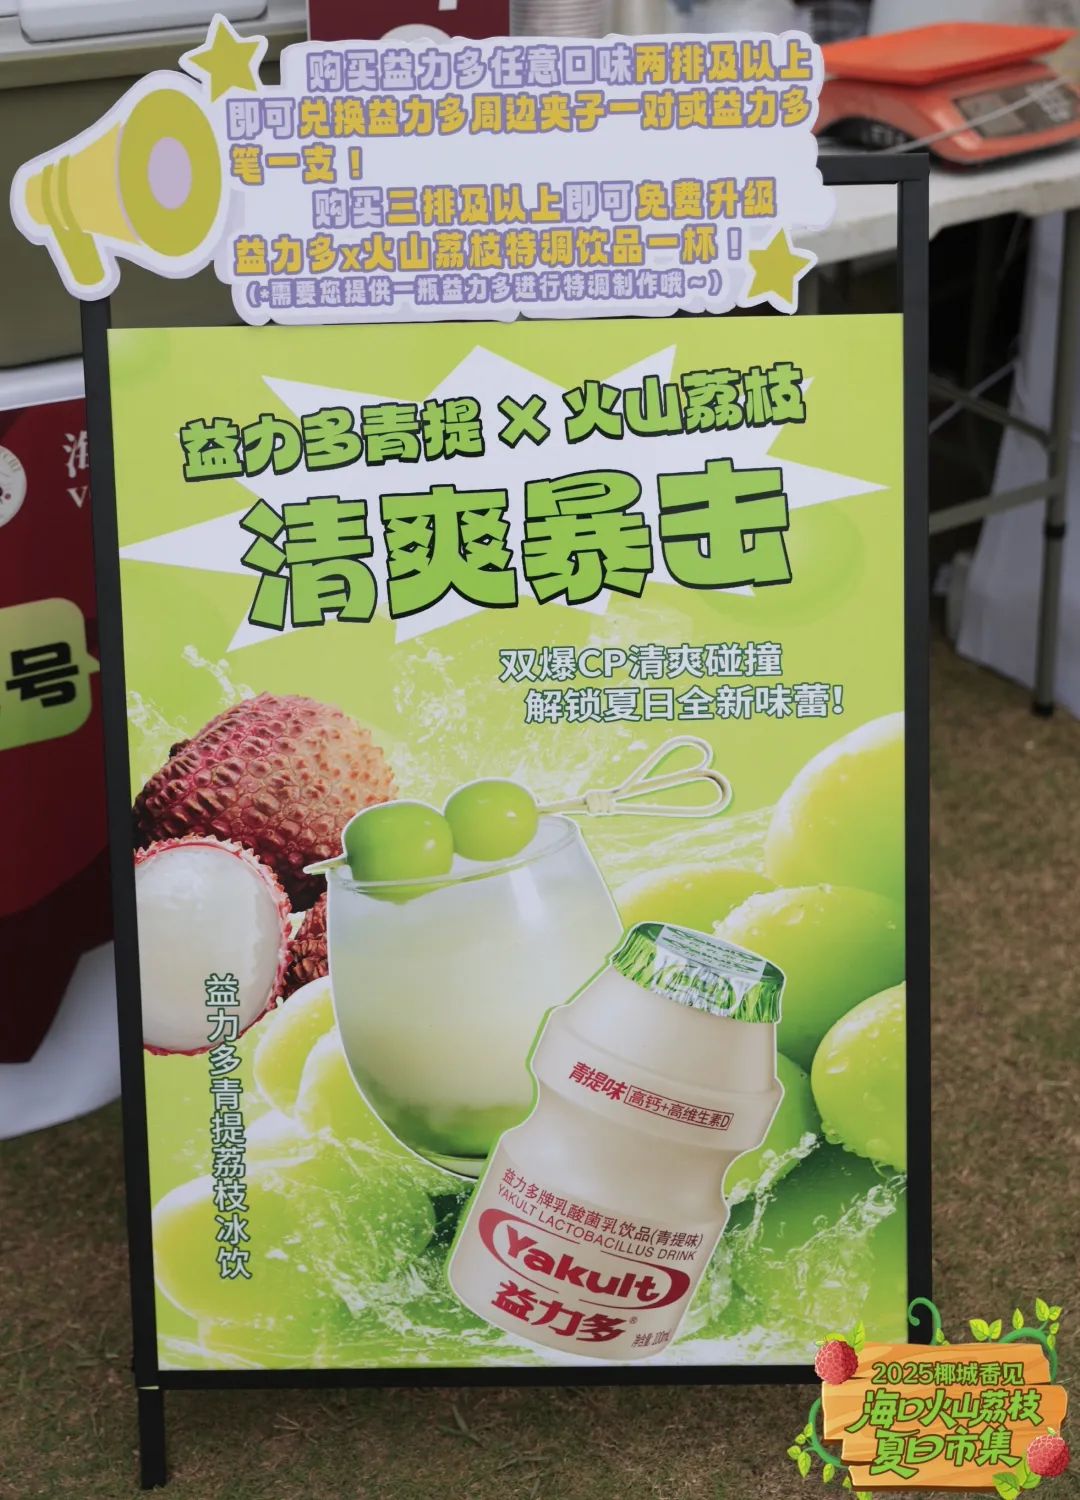 购买益力多任意口味两排及以上
即可兑换益力多周边夹子一对或益力多
笔一支！
购买三排及以上即可免费升级
益力多x火山荔枝特调饮品一杯！
(*需要您提供一瓶益力多进行特调制作哦~)
益力多青提×火山荔枝
清爽暴击
双爆CP清爽碰撞
解锁夏日全新味蕾!
号
益力多青提荔枝冰饮
Yakult
青提味 高钙+高维生素D
益力多牌乳酸菌乳饮品(青提味)
YAKULT LACTOBACILLUS DRINK
Yakult
益力多®
净含量:100mL
2025椰城香见
海口火山荔枝
夏日市集